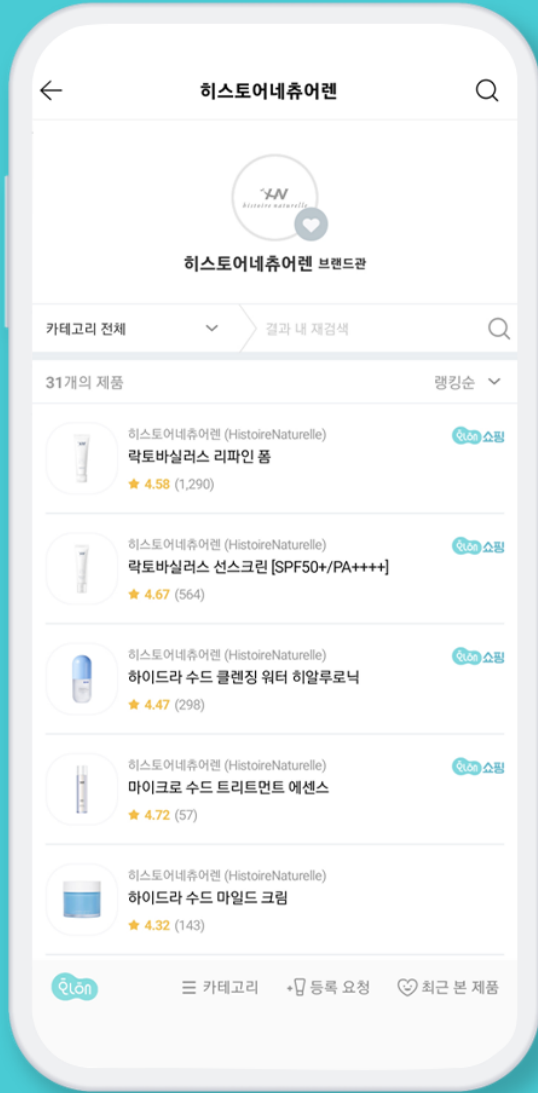 히스토어네츄어렌
HN
histoire naturelle
히스토어네츄어렌 브랜드관
카테고리 전체
결과 내 재검색
31개의 제품
랭킹순
히스토어네츄어렌 (HistoireNaturelle)
쇼핑
락토바실러스 리파인 폼
4.58 (1,290)
히스토어네츄어렌 (HistoireNaturelle)
쇼핑
락토바실러스 선스크린 [SPF50+/PA++++]
4.67 (564)
히스토어네츄어렌 (HistoireNaturelle)
쇼핑
하이드라 수드 클렌징 워터 히알루로닉
4.47 (298)
히스토어네츄어렌 (HistoireNaturelle)
쇼핑
마이크로 수드 트리트먼트 에센스
4.72 (57)
히스토어네츄어렌 (HistoireNaturelle)
하이드라 수드 마일드 크림
4.32 (143)
카테고리
등록 요청
최근 본 제품